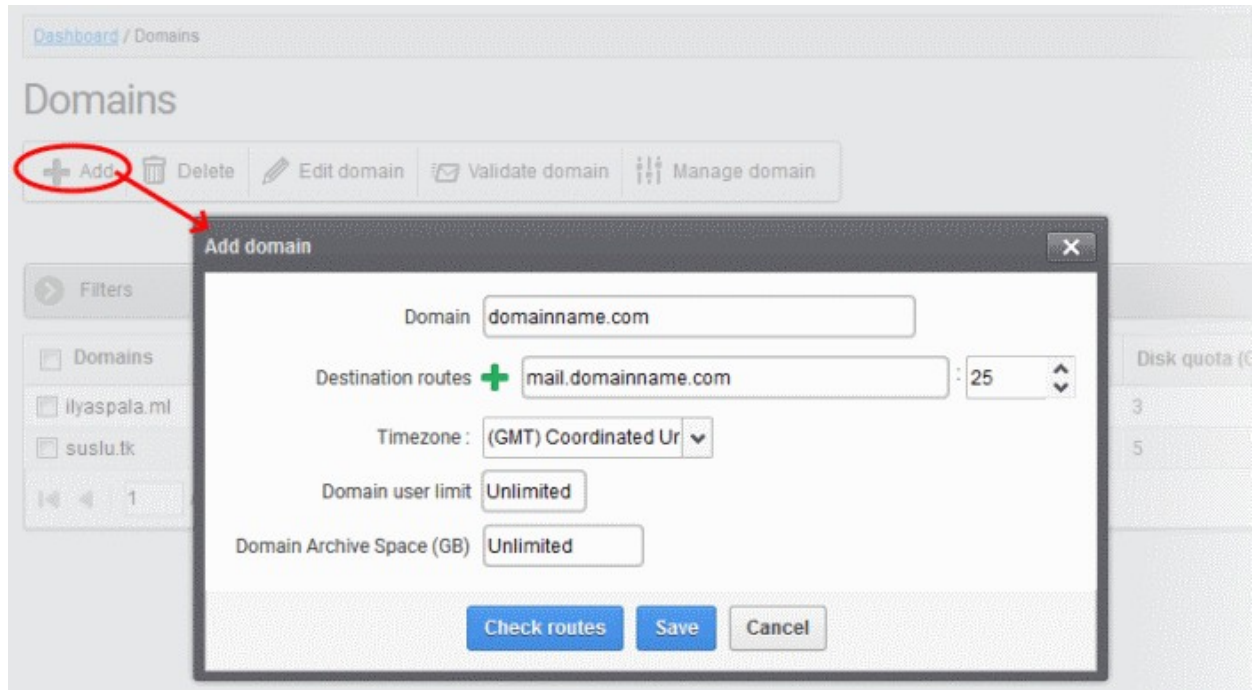 Dashboard / Domains
Domains
Add Delete Edit domain Validate domain Manage domain
Add domain
Filters
Domain domainname.com
Domains Disk quota (G
Destination routes mail.domainname.com : 25
ilyaspala.ml 3
Timezone : (GMT) Coordinated Ur
suslu.tk 5
Domain user limit Unlimited
1
Domain Archive Space (GB) Unlimited
Check routes Save Cancel